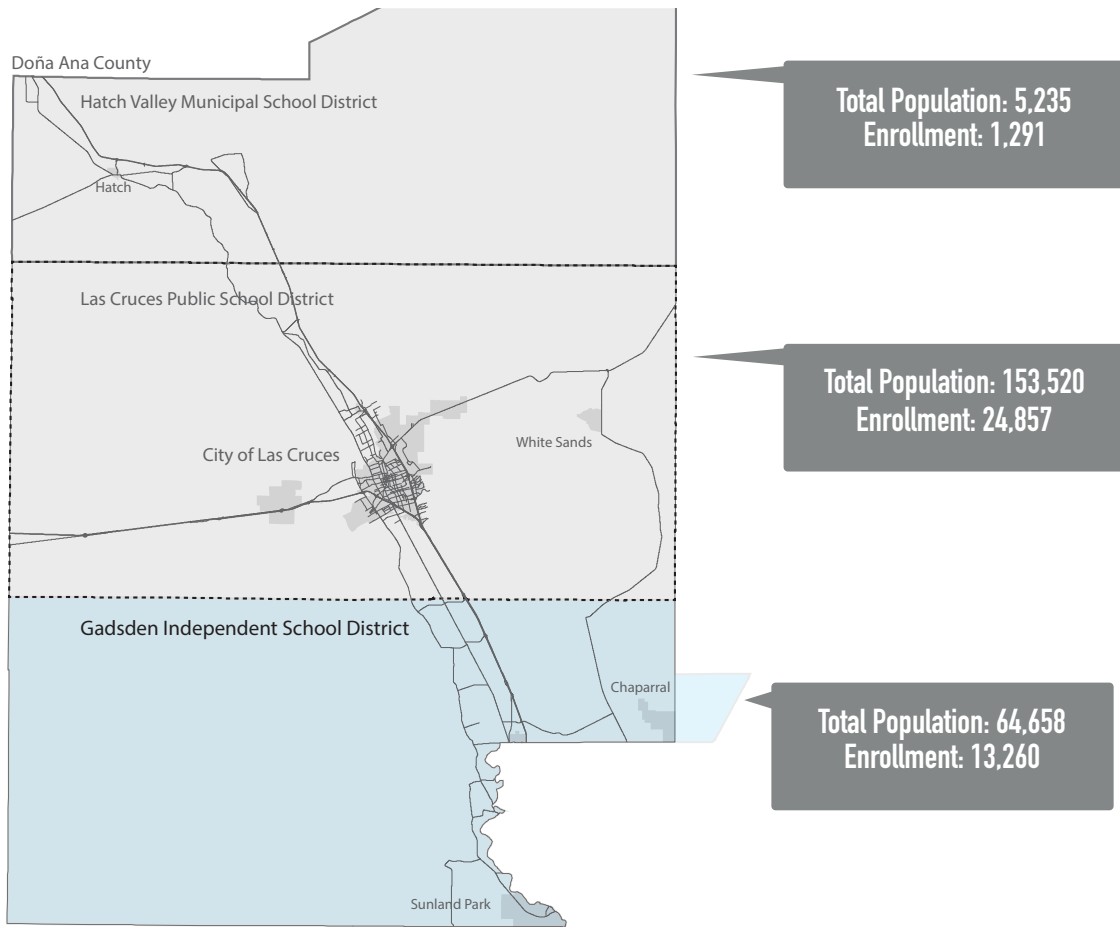 Doña Ana County
Hatch Valley Municipal School District
Total Population: 5,235
Enrollment: 1,291
Hatch
Las Cruces Public School District
Total Population: 153,520
Enrollment: 24,857
White Sands
City of Las Cruces
Gadsden Independent School District
Chaparral
Total Population: 64,658
Enrollment: 13,260
Sunland Park